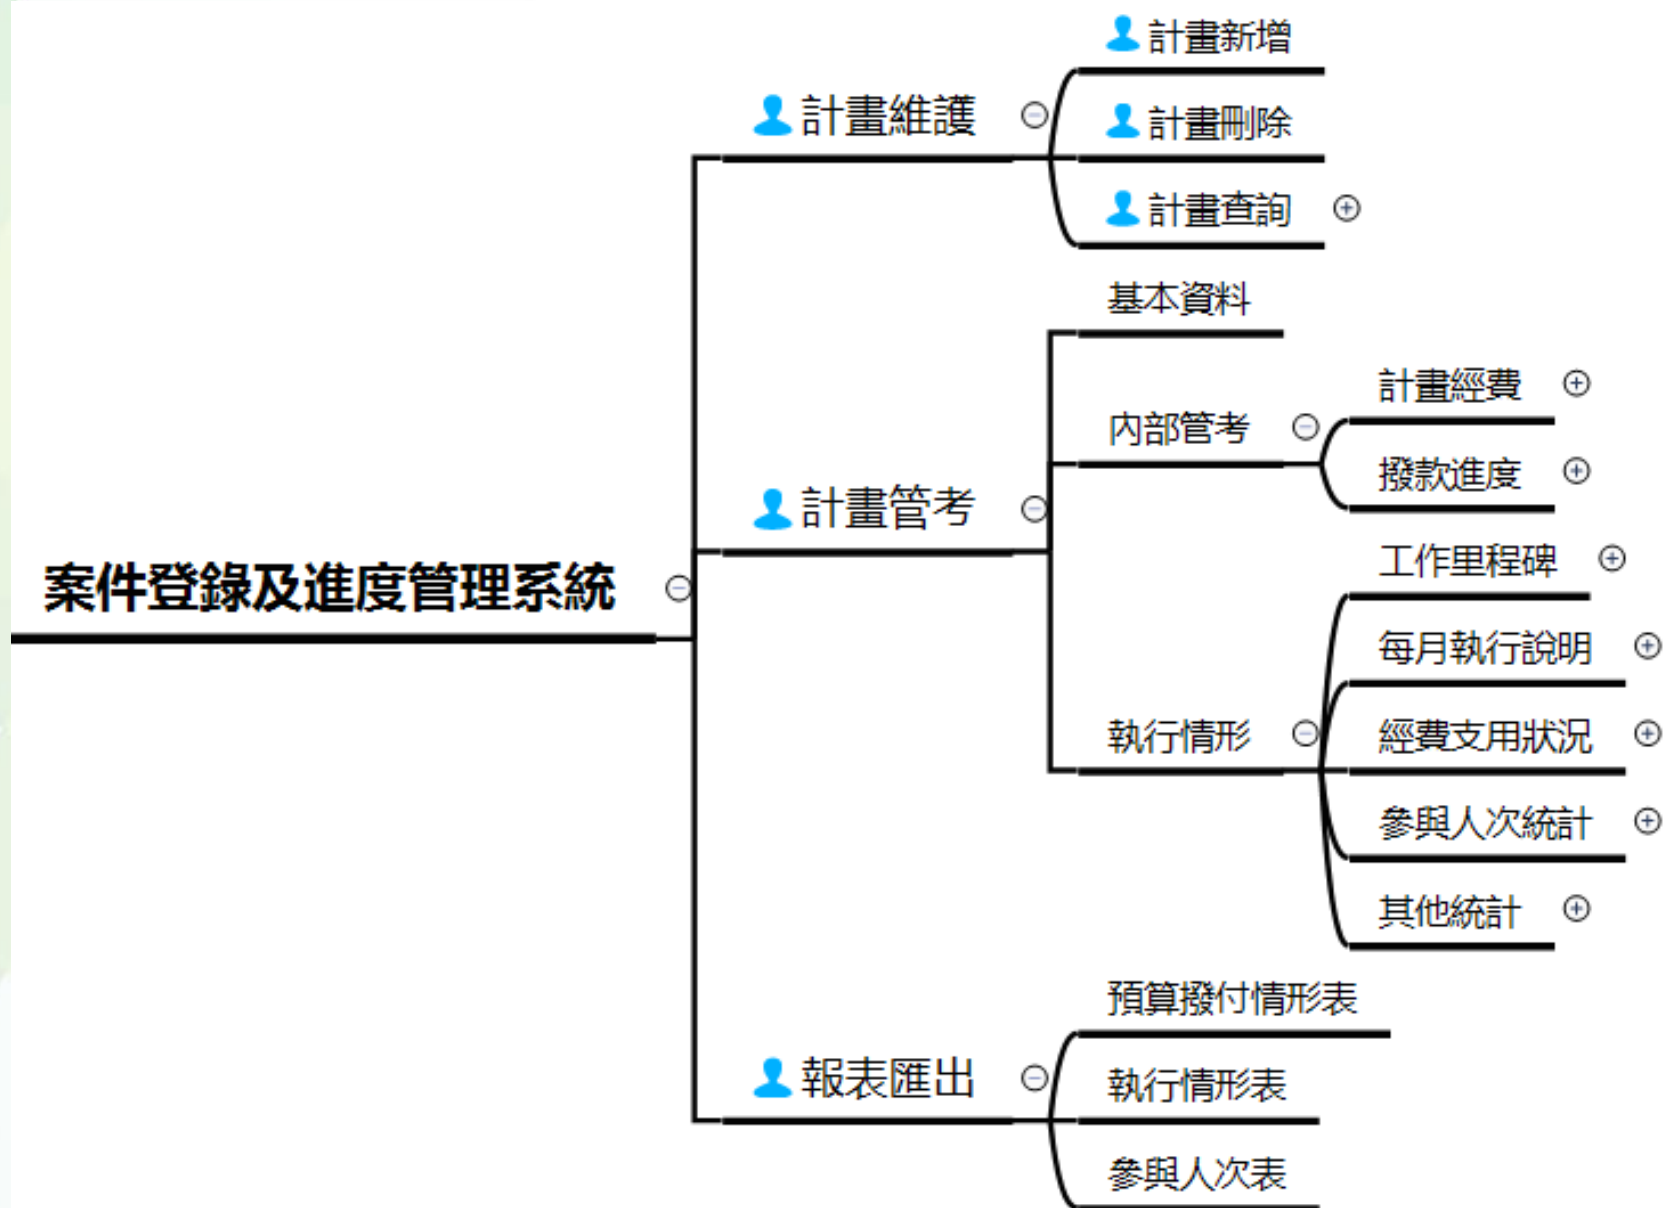 案件登錄及進度管理系統
計畫維護
計畫新增
計畫刪除
計畫查詢
計畫管考
基本資料
內部管考
計畫經費
撥款進度
執行情形
工作里程碑
每月執行說明
經費支用狀況
參與人次統計
其他統計
報表匯出
預算撥付情形表
執行情形表
參與人次表